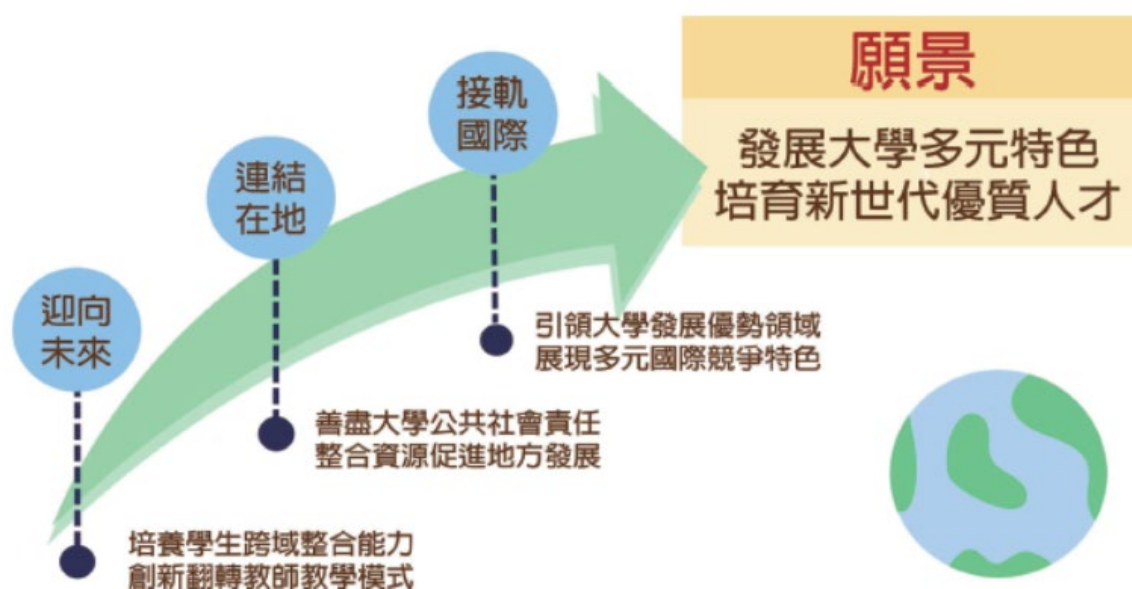 願景
發展大學多元特色
培育新世代優質人才
接軌
國際
引領大學發展優勢領域
展現多元國際競爭特色
連結
在地
善盡大學公共社會責任
整合資源促進地方發展
迎向
未來
培養學生跨域整合能力
創新翻轉教師教學模式